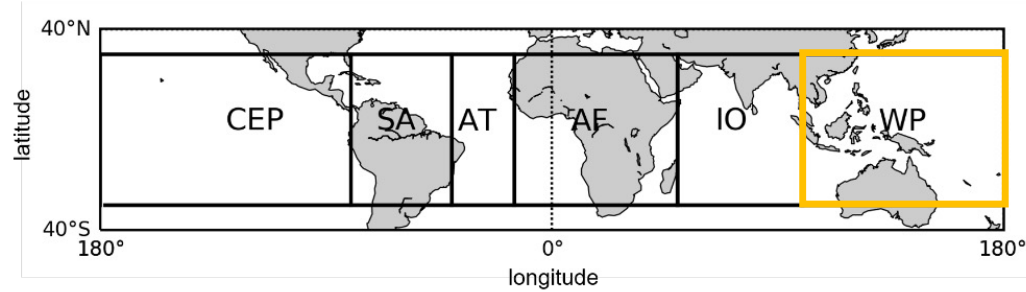 40°N
latitude
CEP SA AT AF IO WP
40°S
180° 0° 180°
longitude